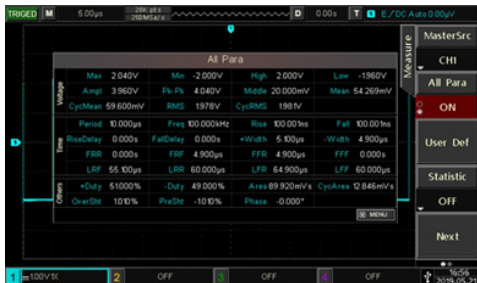 TRIGED M 5.00μs 20K pts 250MSa/s D 0.00s T 1 E/DC Auto 0.00μV
Measure
MasterSrc
CH1
All Para
ON
User Def
Statistic
OFF
Next
All Para
Voltage
Max 2.040V Min -2.000V High 2.000V Low -1.960V
Ampl 3.960V Pk-Pk 4.040V Middle 20.000mV Mean 54.269mV
CycMean 59.600mV RMS 1.978V CycRMS 1.981V
Time
Period 10.000μs Freq 100.000kHz Rise 100.001ns Fall 100.001ns
RiseDelay 0.000s FallDelay 0.000s +Width 5.100μs -Width 4.900μs
FRR 0.000s FRF 4.900μs FFR 4.900μs FFF 0.000s
LRF 55.100μs LRR 60.000μs LFR 64.900μs LFF 60.000μs
Others
+Duty 51.000% -Duty 49.000% Area 89.920mVs CycArea 12.846mVs
OverSht 1.010% PreSht -1.010% Phase -0.000°
MENU
1 1.00V 1X 2 OFF 3 OFF 4 OFF
16:56
2019.05.21